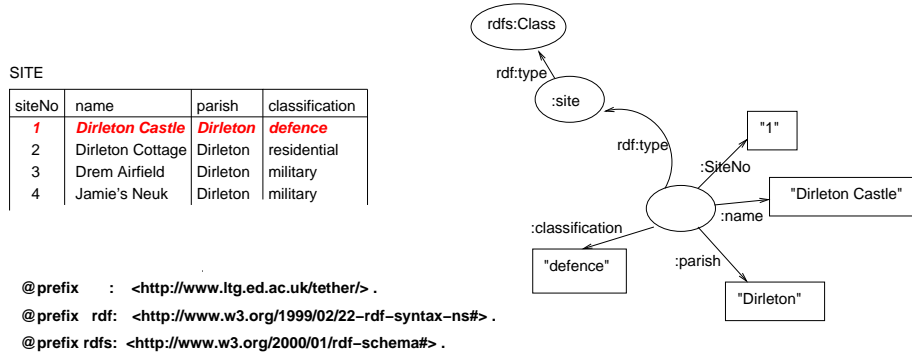 SITE
siteNo name parish classification
1 Dirleton Castle Dirleton defence
2 Dirleton Cottage Dirleton residential
3 Drem Airfield Dirleton military
4 Jamie's Neuk Dirleton military
@prefix : <http://www.ltg.ed.ac.uk/tether/> .
@prefix rdf: <http://www.w3.org/1999/02/22−rdf−syntax−ns#> .
@prefix rdfs: <http://www.w3.org/2000/01/rdf−schema#> .
rdfs:Class
rdf:type
:site
rdf:type
:SiteNo
"1"
:name
"Dirleton Castle"
:classification
"defence"
:parish
"Dirleton"